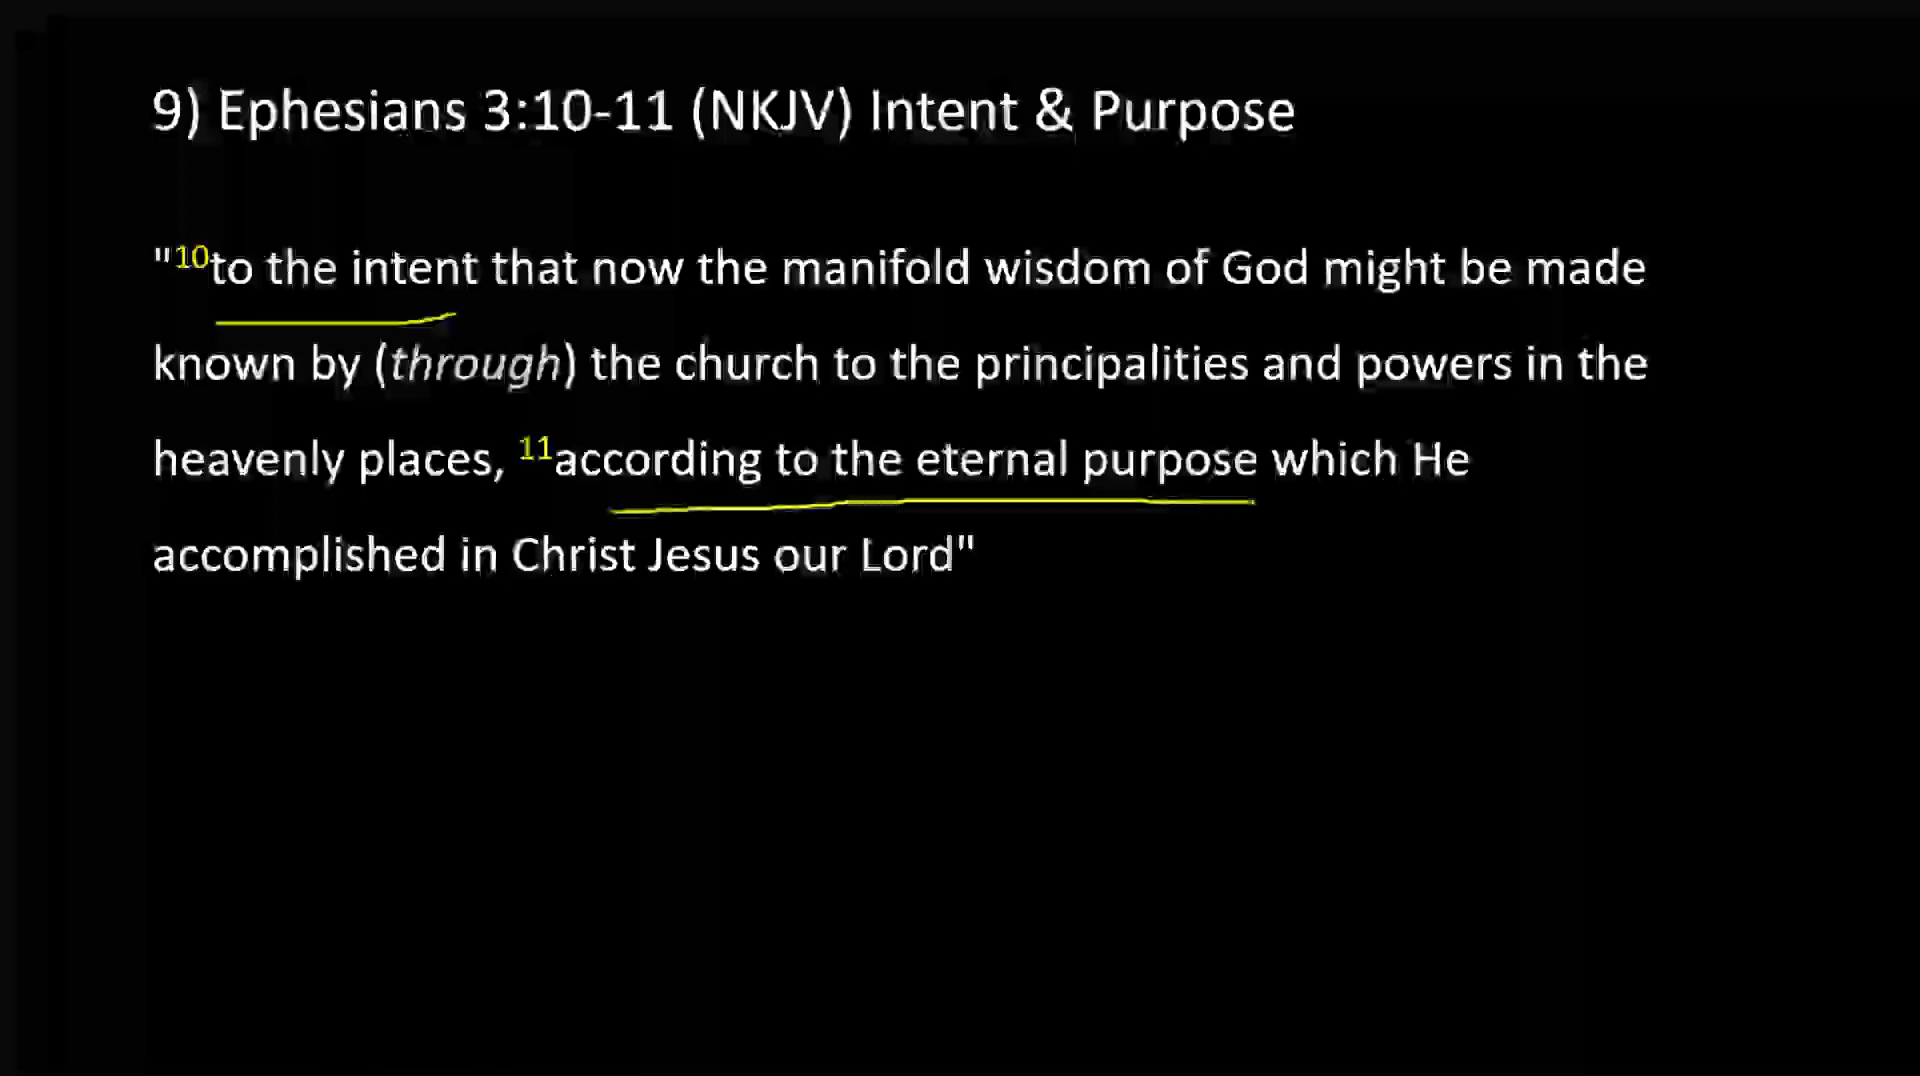 9) Ephesians 3:10-11 (NKJV) Intent & Purpose
"10to the intent that now the manifold wisdom of God might be made
known by (through) the church to the principalities and powers in the
heavenly places, 11according to the eternal purpose which He
accomplished in Christ Jesus our Lord"